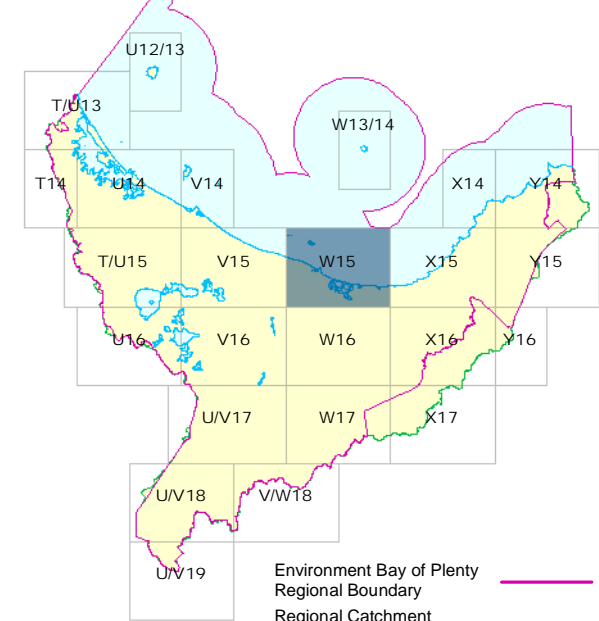 U12/13
T/U13
W13/14
T14
U14
V14
X14
Y14
T/U15
V15
W15
X15
Y15
U16
V16
W16
X16
Y16
U/V17
W17
X17
U/V18
V/W18
U/V19
Environment Bay of Plenty
Regional Boundary
Regional Catchment